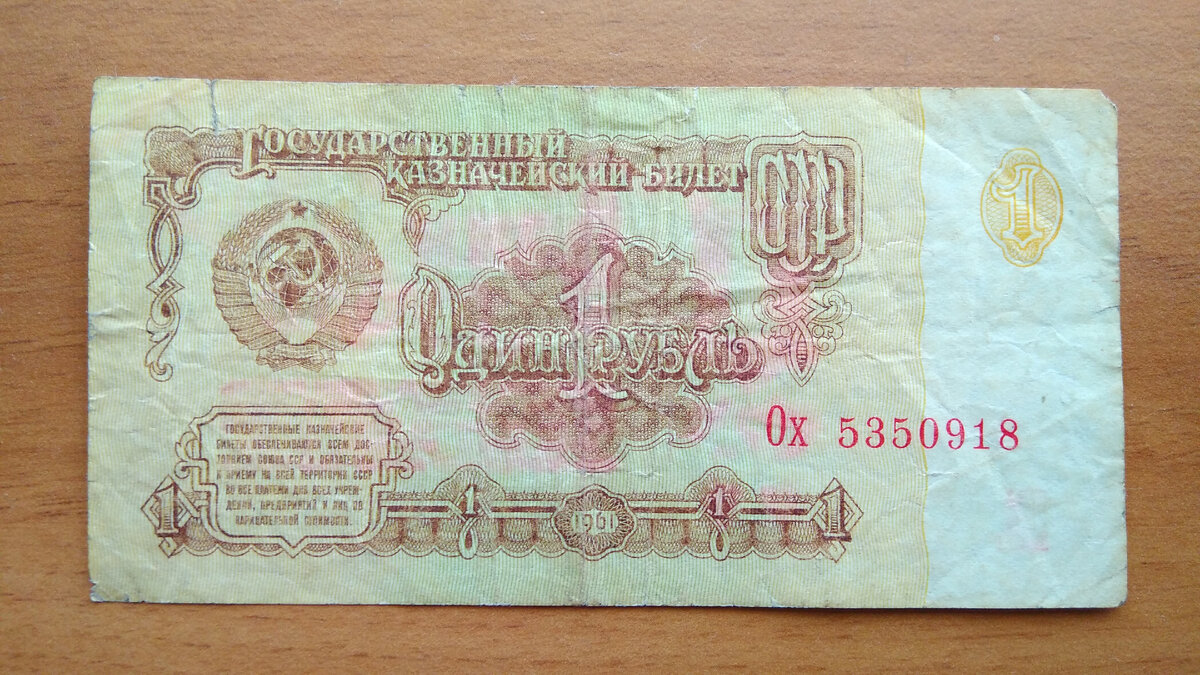 Государственный
казначейский билет
СССР
1
1
Один рубль
Ох 5350918
Государственные казначейские
билеты обеспечиваются всем дос-
тоянием Союза ССР и обязательны
к приему на всей территории СССР
во все платежи для всех учреж-
дений, предприятий и лиц по
нарицательной стоимости.
1 1 1961 1 1